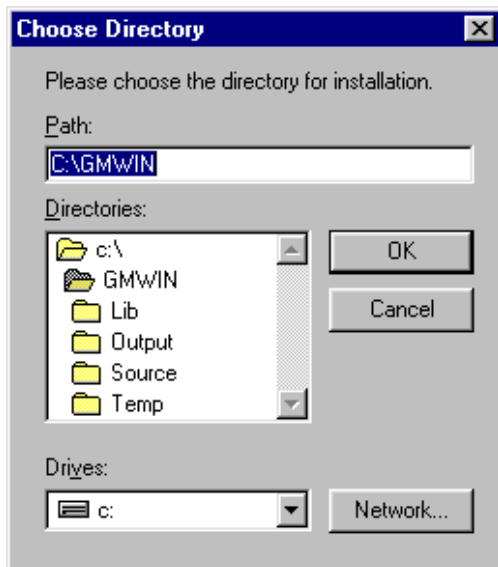 Choose Directory
Please choose the directory for installation.
Path:
C:\GMWIN
Directories:
c:\
GMWIN
Lib
Output
Source
Temp
OK
Cancel
Drives:
c:
Network...